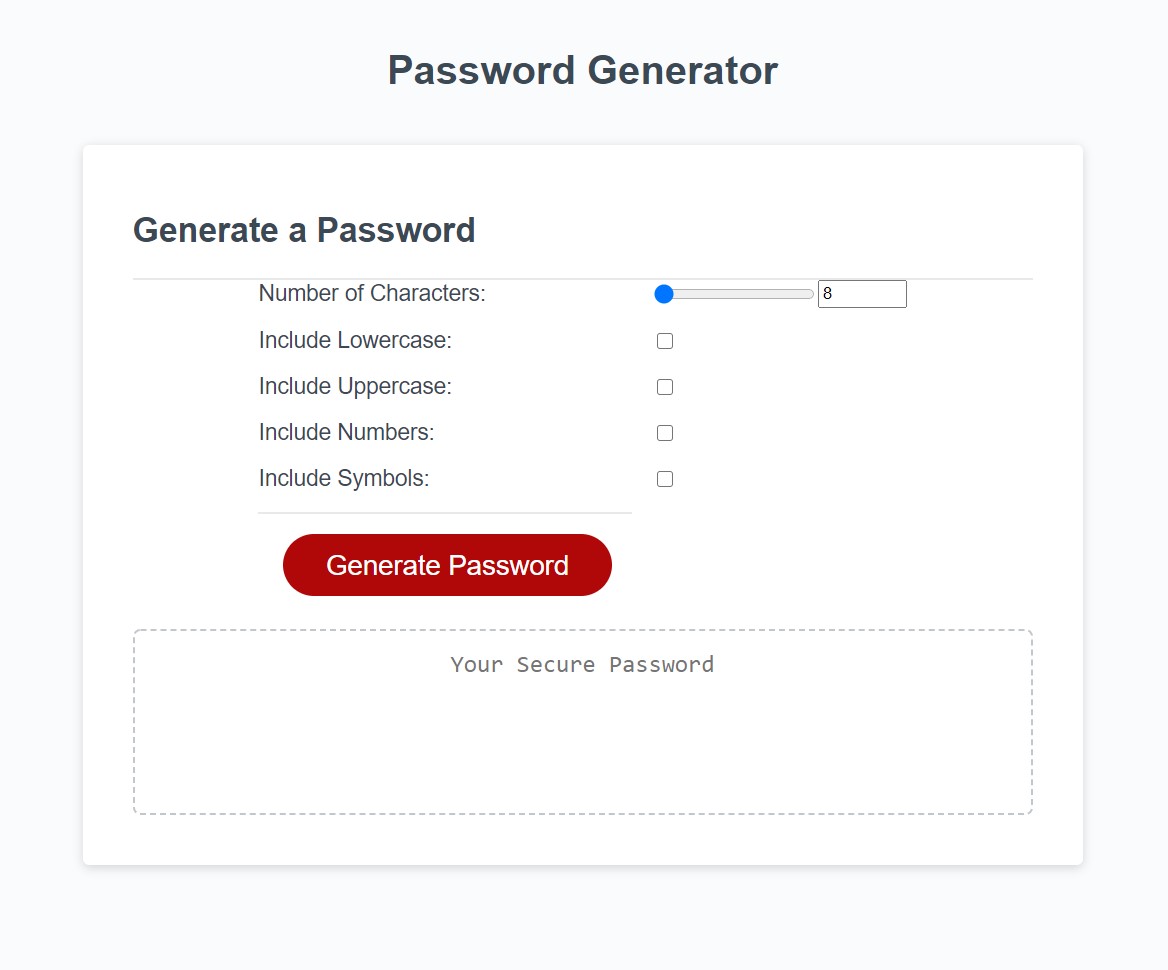 Password Generator
Generate a Password
Number of Characters: 8
Include Lowercase:
Include Uppercase:
Include Numbers:
Include Symbols:
Generate Password
Your Secure Password